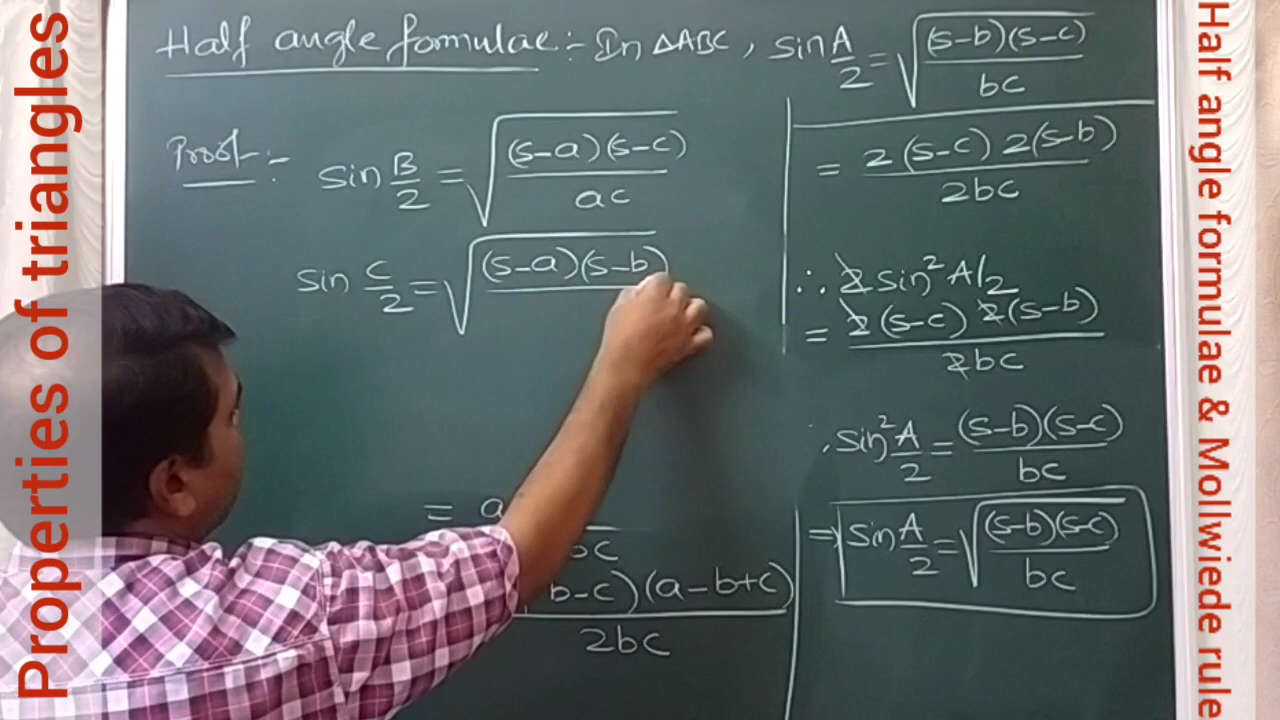 Properties of triangles
Half angle formulae :- In ΔABC, sin A/2 = √((s-b)(s-c)/bc)
Proof :- sin B/2 = √((s-a)(s-c)/ac)
sin C/2 = √((s-a)(s-b)
= a
bc
b-c)(a-b+c)
2bc
= 2(s-c) 2(s-b)/2bc
∴ 2 sin² A/2
= 2(s-c) 2(s-b)/2bc
∴ sin² A/2 = (s-b)(s-c)/bc
⇒ sin A/2 = √((s-b)(s-c)/bc)
Half angle formulae & Mollwiede rule